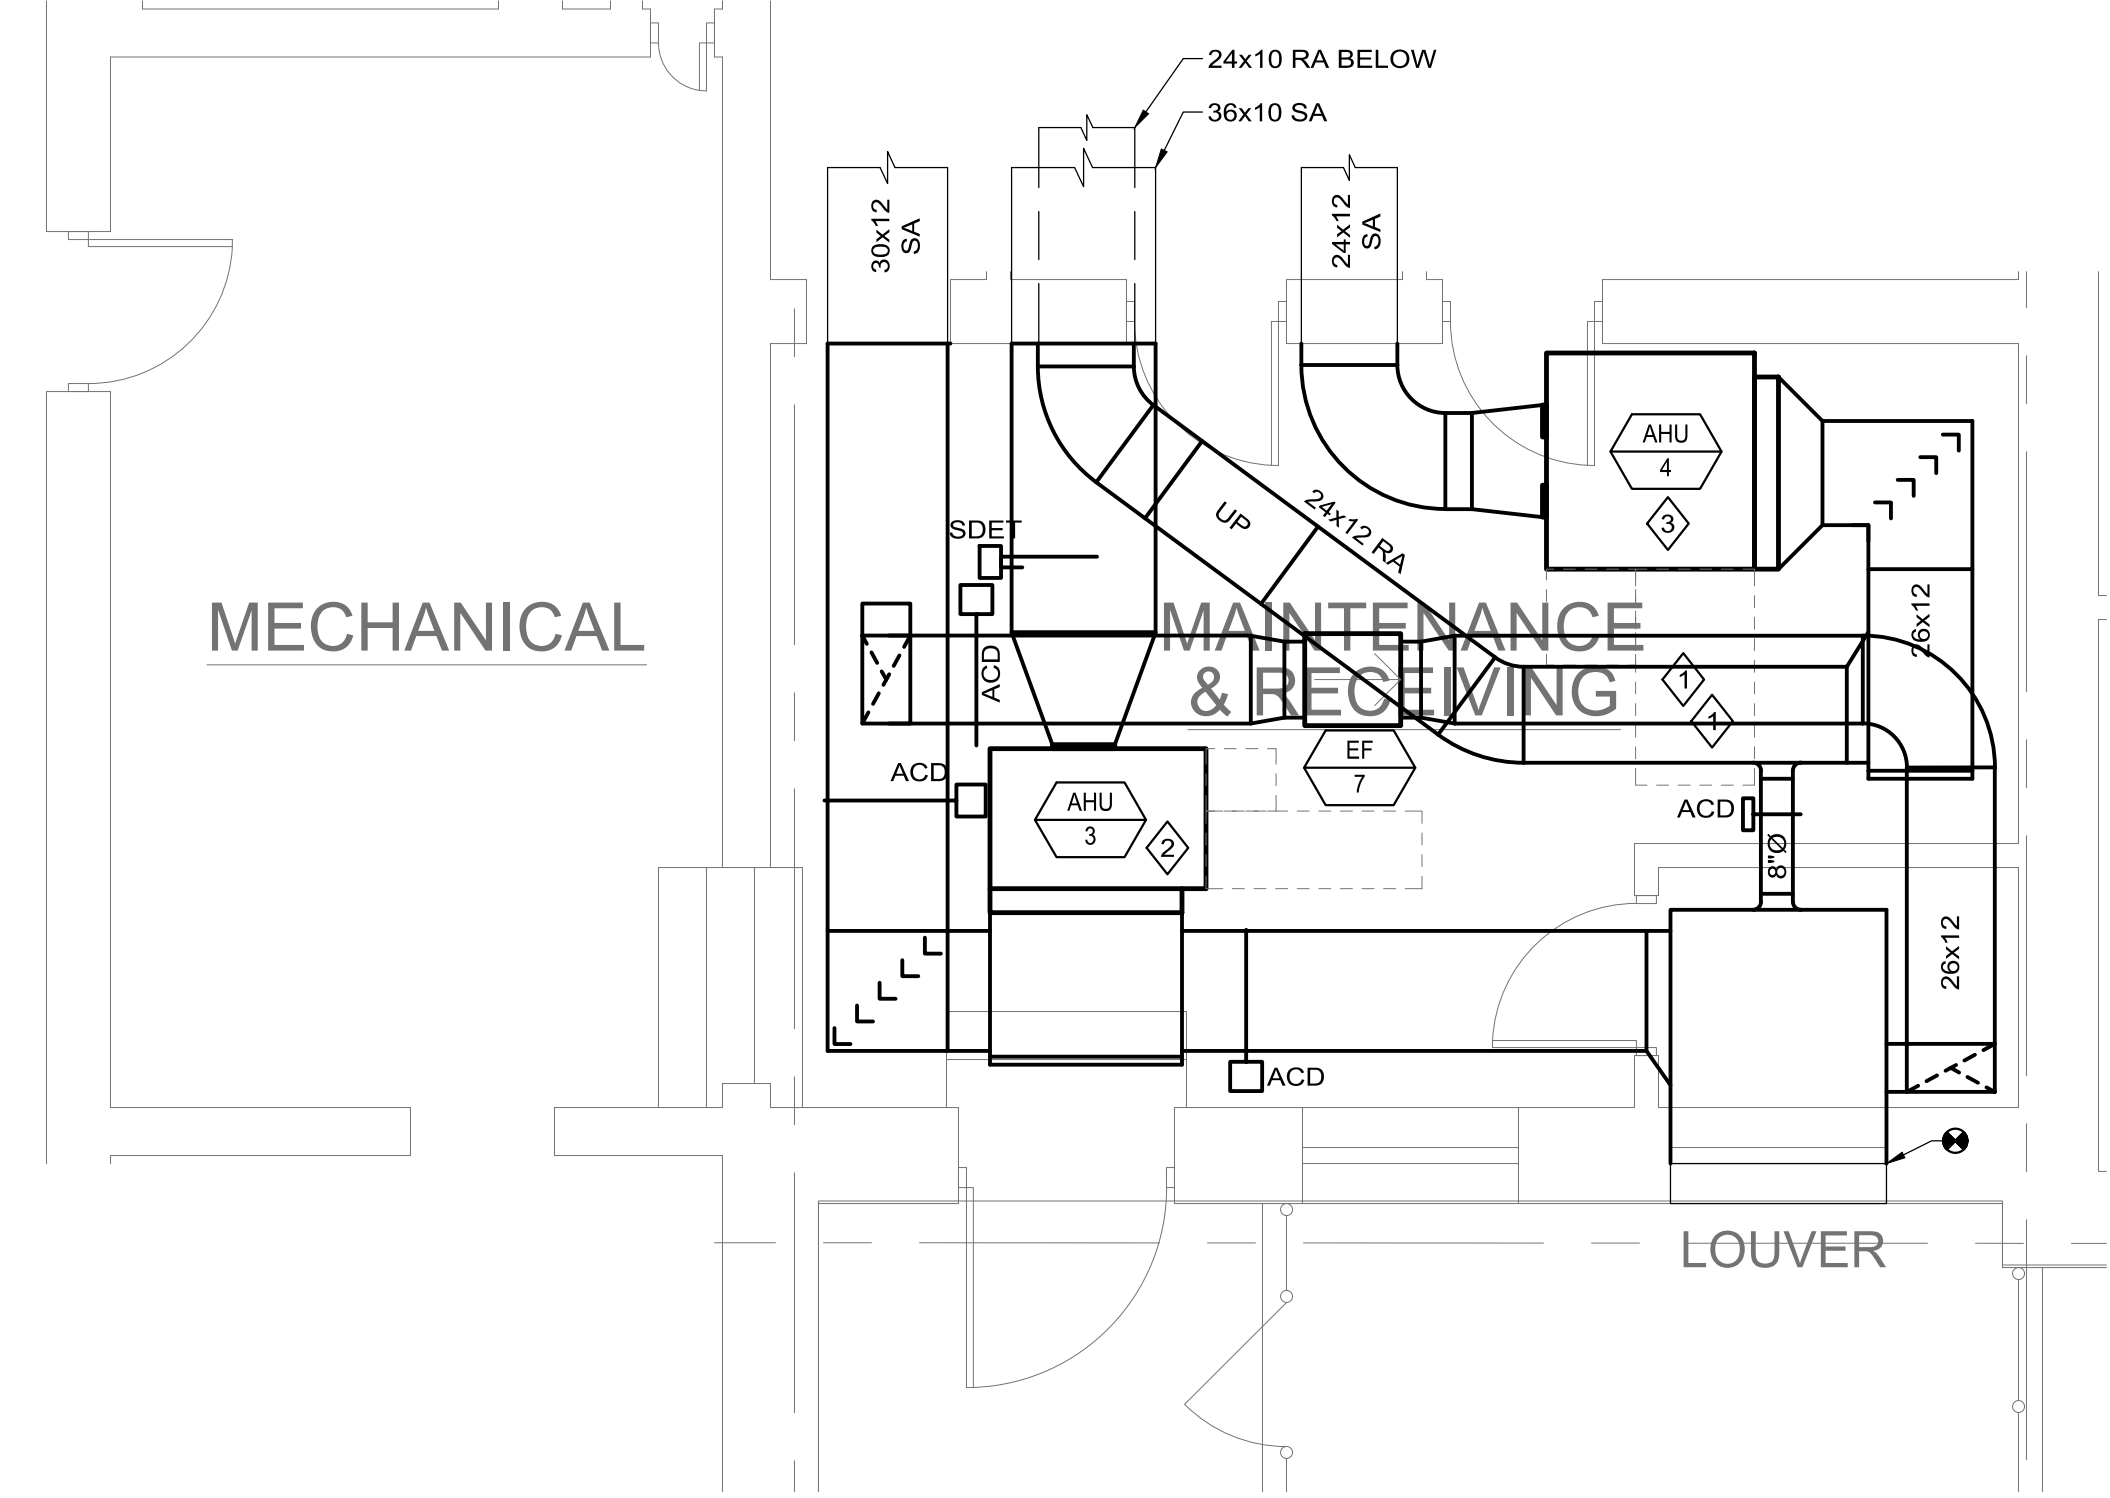 24x10 RA BELOW
36x10 SA
30x12
SA
24x12
SA
AHU
4
3
24x12 RA
UP
SDET
ACD
MECHANICAL
MAINTENANCE
& RECEIVING
26x12
1
1
EF
7
ACD
AHU
3
2
ACD
8"Ø
26x12
ACD
LOUVER